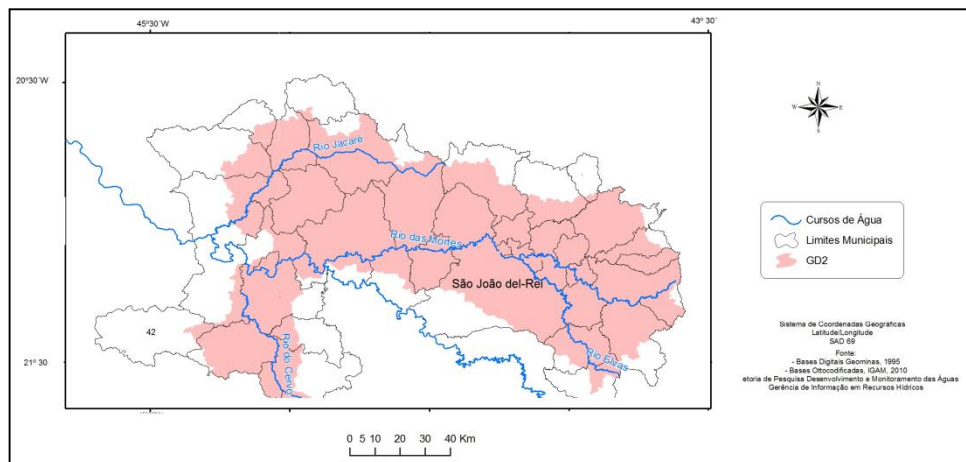 45°30'W
43°30'
20°30'W
N
W E
S
Rio Jacaré
Rio das Mortes
São João del-Rei
42
Rio do Cervo
Rio Elvas
21°30'
Cursos de Água
Limites Municipais
GD2
Sistema de Coordenadas Geográficas
Latitude/Longitude
SAD 69
Fonte:
- Bases Digitais Geominas, 1995
- Bases Ottocodificadas, IGAM, 2010
etoria de Pesquisa Desenvolvimento e Monitoramento das Águas
Gerência de Informação em Recursos Hídricos
0 5 10 20 30 40 Km